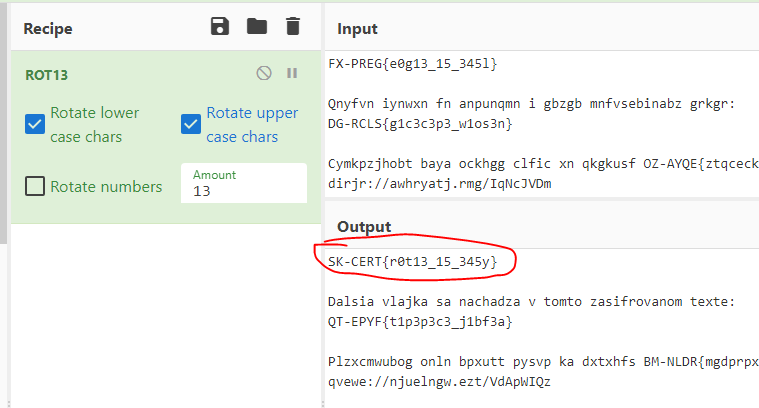 Recipe
ROT13
Rotate lower case chars
Rotate upper case chars
Rotate numbers
Amount
13
Input
FX-PREG{e0g13_15_345l}
Qnyfvn iynwxn fn anpunqmn i gbzgb mnfvsebinabz grkgr:
DG-RCLS{g1c3c3p3_w1os3n}
Cymkpzjhobt baya ockhgg clfic xn qkgkusf OZ-AYQE{ztqceck
dirjr://awhryatj.rmg/IqNcJVDm
Output
SK-CERT{r0t13_15_345y}
Dalsia vlajka sa nachadza v tomto zasifrovanom texte:
QT-EPYF{t1p3p3c3_j1bf3a}
Plzxcmwubog onln bpxutt pysvp ka dxtxhfs BM-NLDR{mgdprpx
qvewe://njuelngw.ezt/VdApWIQz